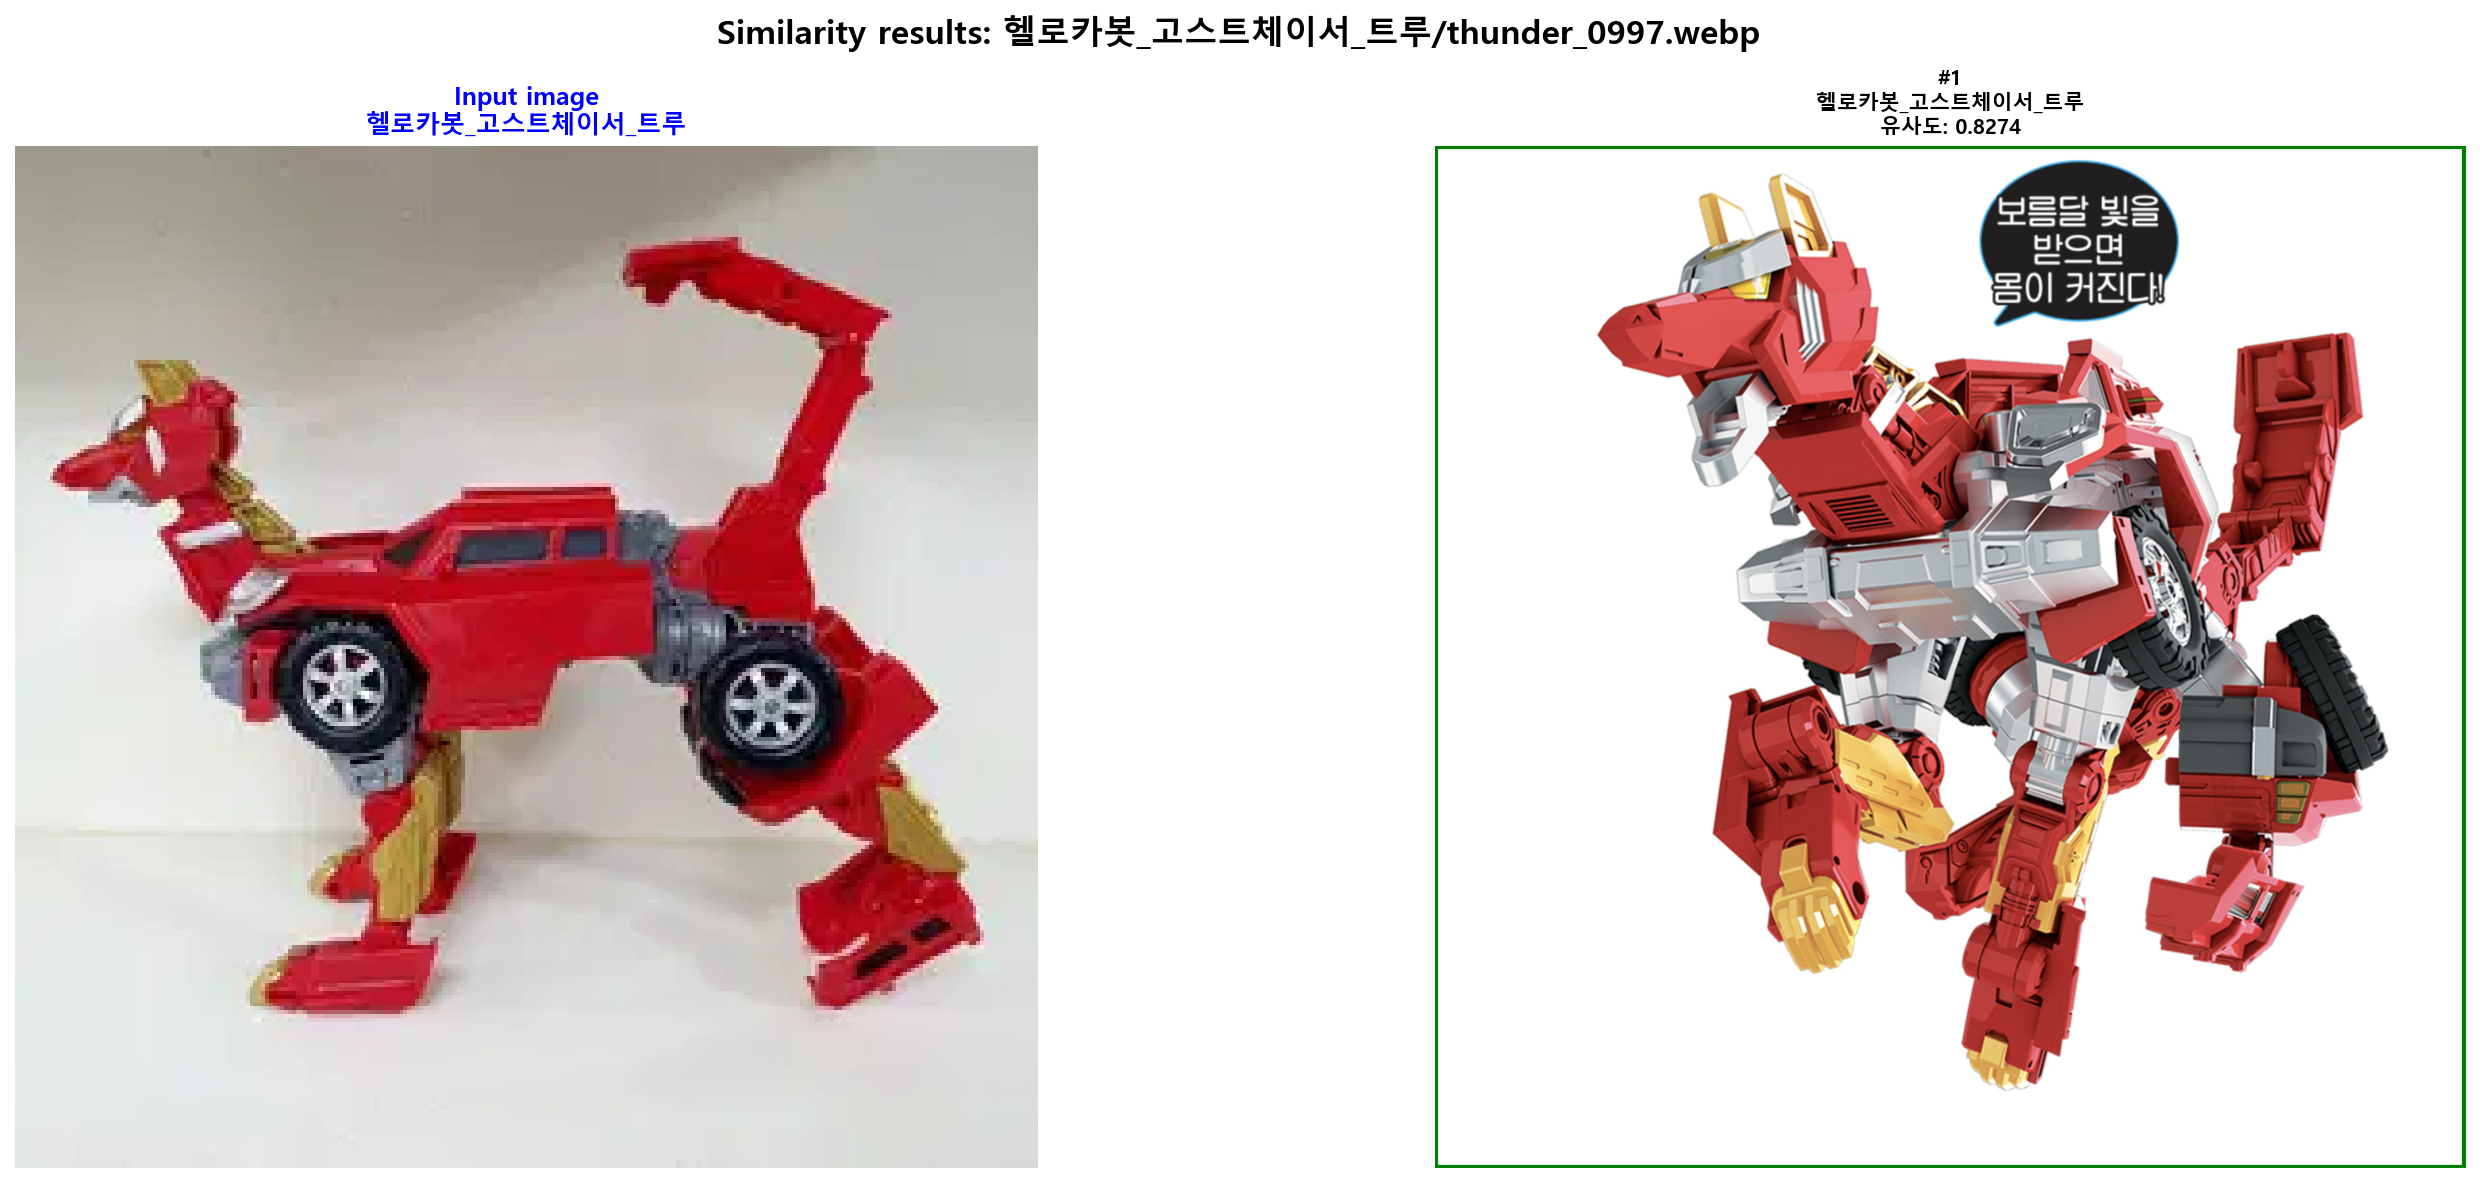 Similarity results: 헬로카봇_고스트체이서_트루/thunder_0997.webp
Input image
헬로카봇_고스트체이서_트루
#1
헬로카봇_고스트체이서_트루
유사도: 0.8274
보름달 빛을
받으면
몸이 커진다!